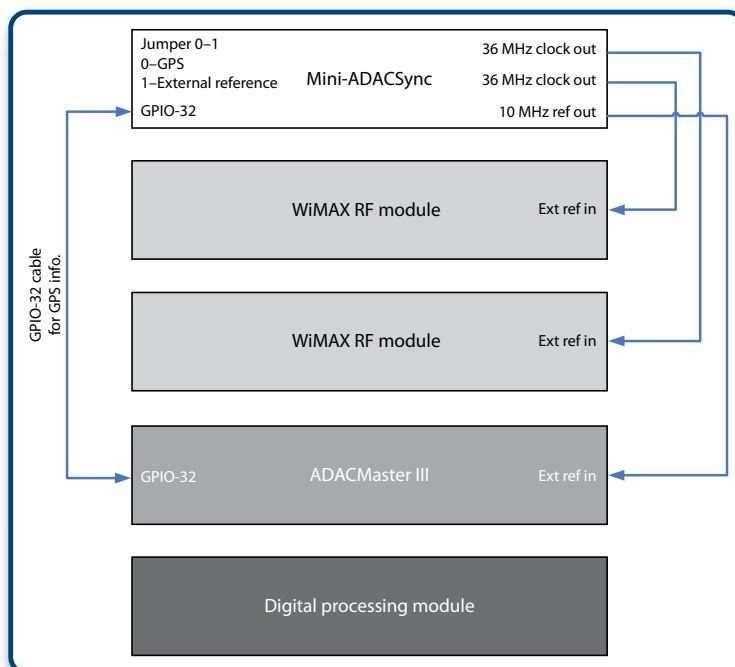 Jumper 0–1
0–GPS
1–External reference
GPIO-32
Mini-ADACSync
36 MHz clock out
36 MHz clock out
10 MHz ref out
WiMAX RF module
Ext ref in
GPIO-32 cable
for GPS info.
WiMAX RF module
Ext ref in
GPIO-32
ADACMaster III
Ext ref in
Digital processing module